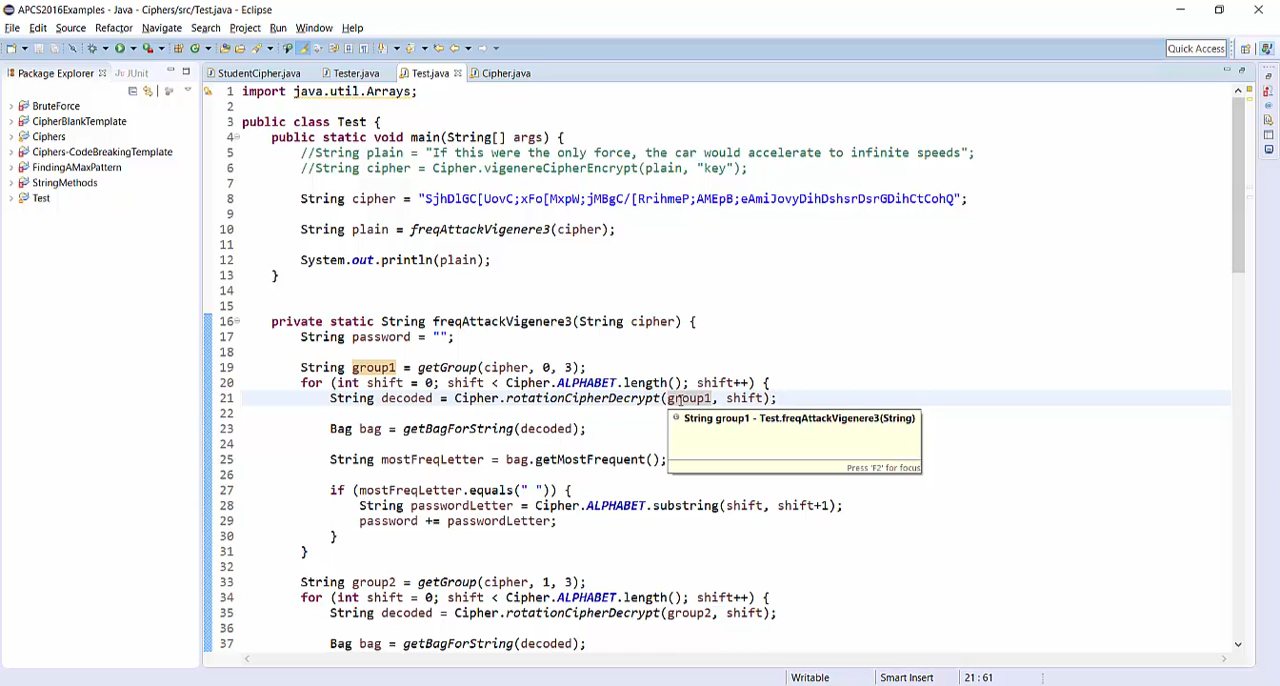 APCS2016Examples - Java - Ciphers/src/Test.java - Eclipse
File Edit Source Refactor Navigate Search Project Run Window Help
Quick Access
Package Explorer JUnit
StudentCipher.java Tester.java Test.java Cipher.java
BruteForce
CipherBlankTemplate
Ciphers
Ciphers-CodeBreakingTemplate
FindingAMaxPattern
StringMethods
Test
1 import java.util.Arrays;
2
3 public class Test {
4 public static void main(String[] args) {
5 //String plain = "If this were the only force, the car would accelerate to infinite speeds";
6 //String cipher = Cipher.vigenereCipherEncrypt(plain, "key");
7
8 String cipher = "SjhDlGC[UovC;xFo[MxpW;jMBgC/[RrihmeP;AMEpB;eAmiJovyDihDshsrDsrGDihCtCohQ";
9
10 String plain = freqAttackVigenere3(cipher);
11
12 System.out.println(plain);
13 }
14
15
16 private static String freqAttackVigenere3(String cipher) {
17 String password = "";
18
19 String group1 = getGroup(cipher, 0, 3);
20 for (int shift = 0; shift < Cipher.ALPHABET.length(); shift++) {
21 String decoded = Cipher.rotationCipherDecrypt(group1, shift);
22
String group1 - Test.freqAttackVigenere3(String)
23 Bag bag = getBagForString(decoded);
24
25 String mostFreqLetter = bag.getMostFrequent();
Press 'F2' for focus
26
27 if (mostFreqLetter.equals(" ")) {
28 String passwordLetter = Cipher.ALPHABET.substring(shift, shift+1);
29 password += passwordLetter;
30 }
31 }
32
33 String group2 = getGroup(cipher, 1, 3);
34 for (int shift = 0; shift < Cipher.ALPHABET.length(); shift++) {
35 String decoded = Cipher.rotationCipherDecrypt(group2, shift);
36
37 Bag bag = getBagForString(decoded);
Writable Smart Insert 21 : 61